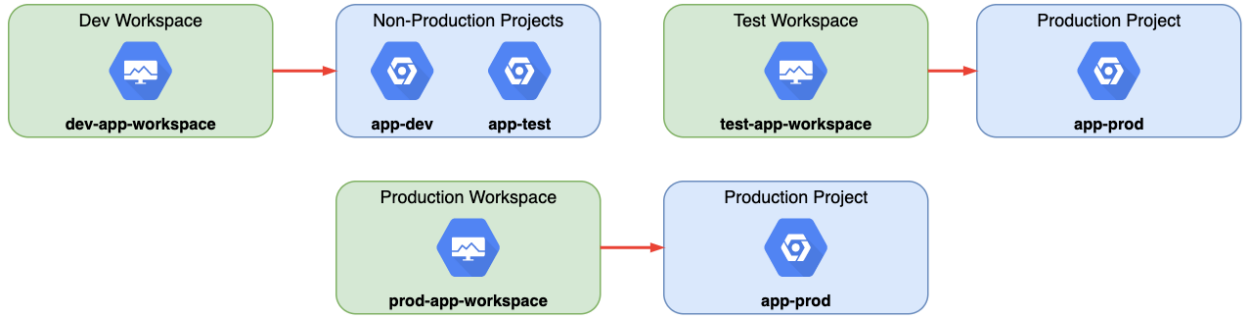 Dev Workspace
dev-app-workspace
Non-Production Projects
app-dev app-test
Test Workspace
test-app-workspace
Production Project
app-prod
Production Workspace
prod-app-workspace
Production Project
app-prod